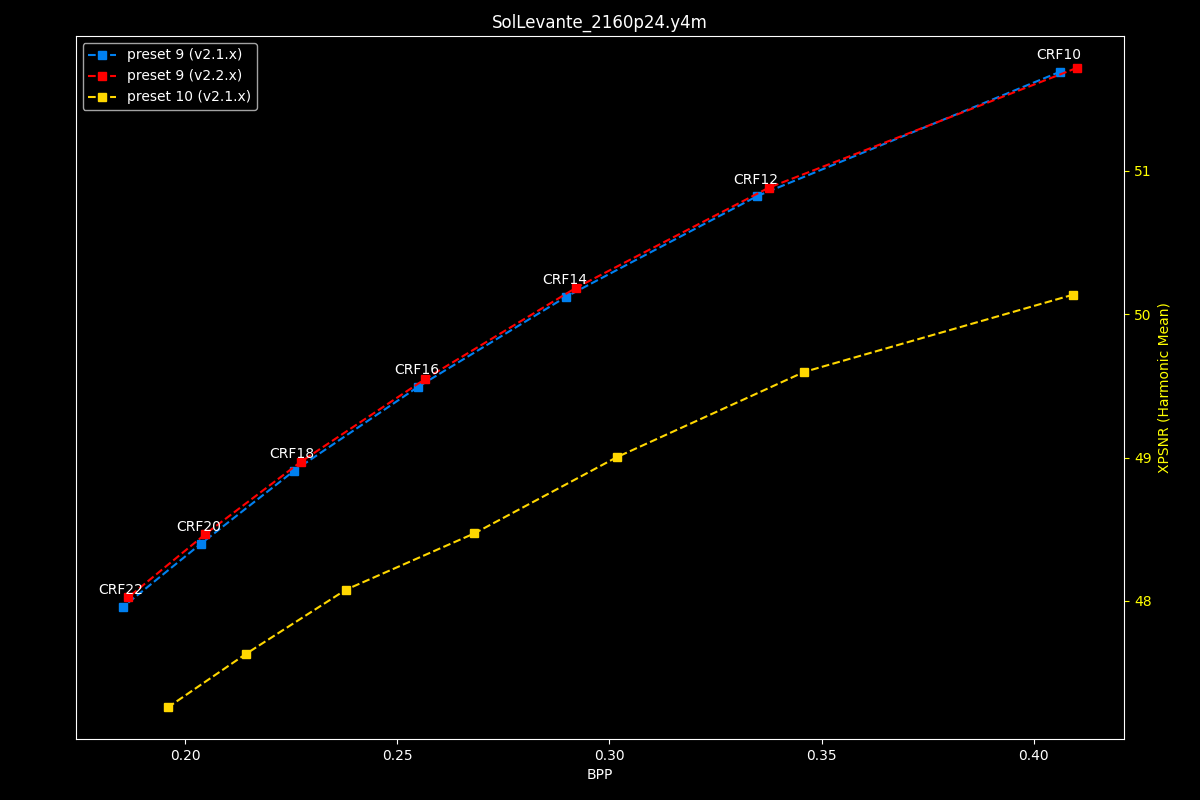 SolLevante_2160p24.y4m
preset 9 (v2.1.x)
preset 9 (v2.2.x)
preset 10 (v2.1.x)
CRF10
CRF12
CRF14
CRF16
CRF18
CRF20
CRF22
51
50
49
48
XPSNR (Harmonic Mean)
0.20
0.25
0.30
0.35
0.40
BPP